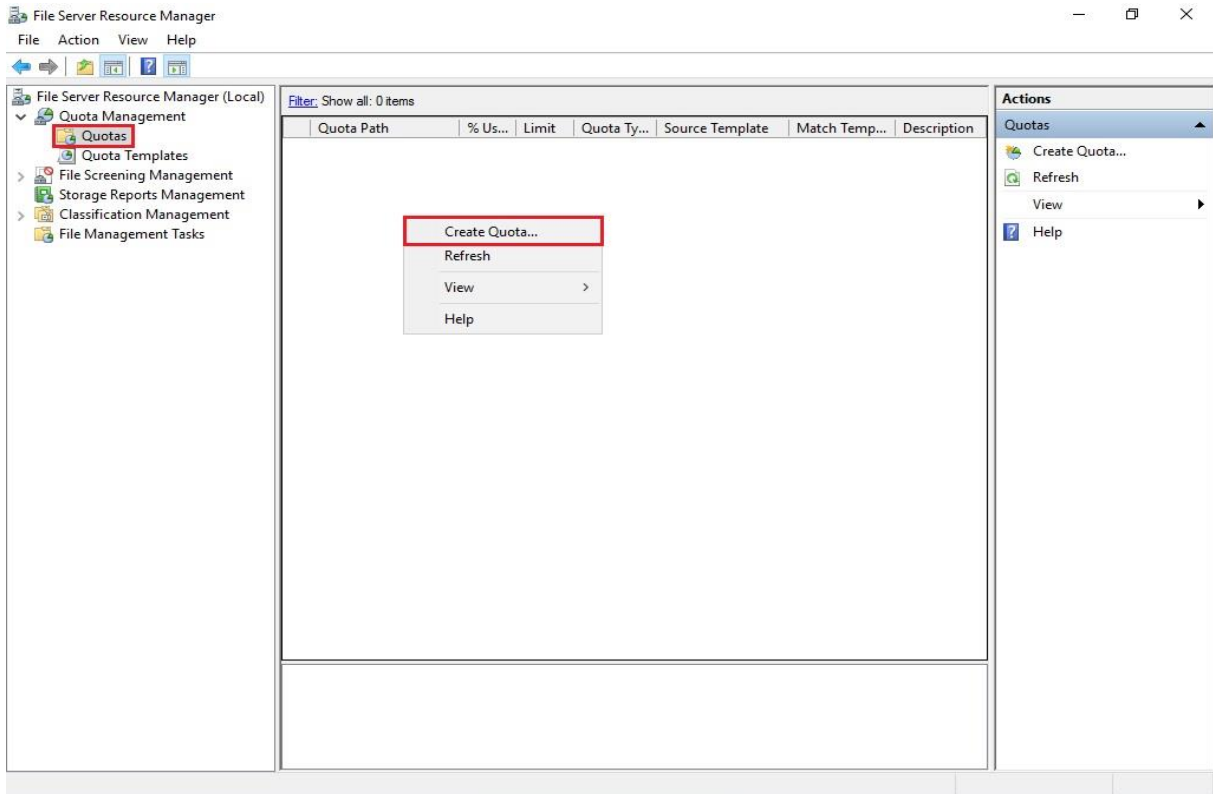 File Server Resource Manager
File Action View Help
File Server Resource Manager (Local)
Quota Management
Quotas
Quota Templates
File Screening Management
Storage Reports Management
Classification Management
File Management Tasks
Filter: Show all: 0 items
Quota Path % Us... Limit Quota Ty... Source Template Match Temp... Description
Create Quota...
Refresh
View
Help
Actions
Quotas
Create Quota...
Refresh
View
Help